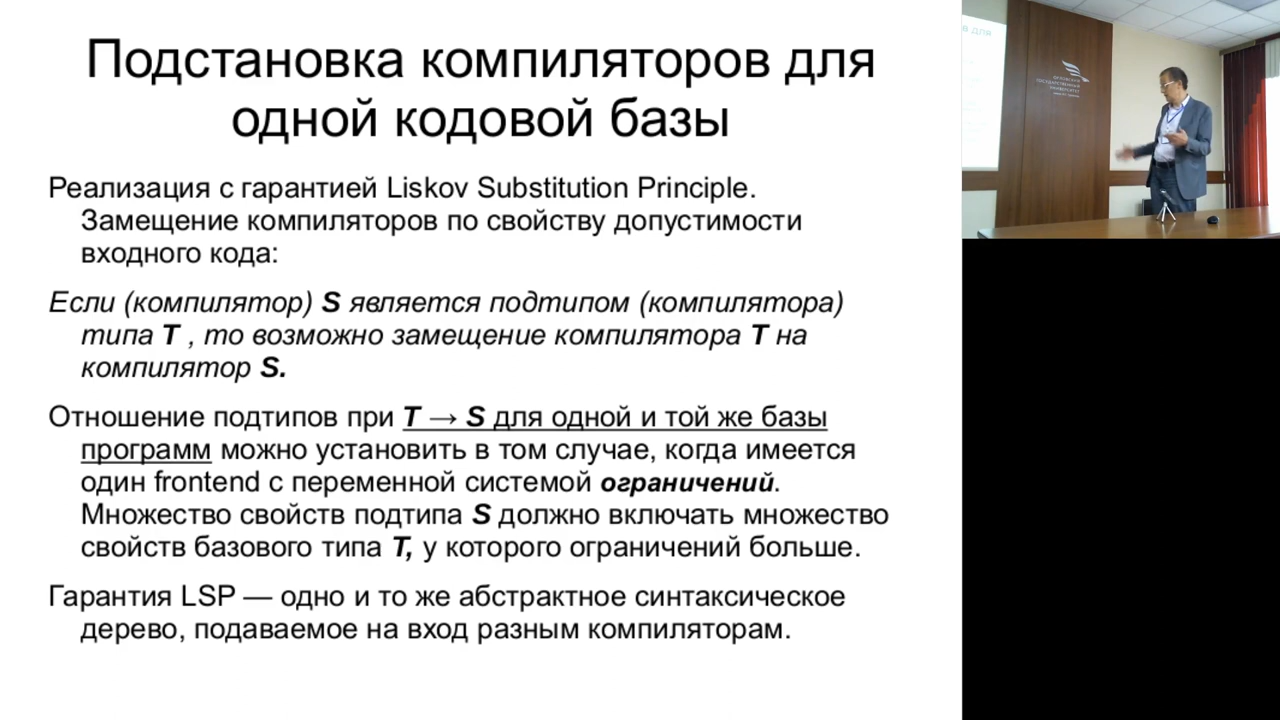 Подстановка компиляторов для
одной кодовой базы
Реализация с гарантией Liskov Substitution Principle.
Замещение компиляторов по свойству допустимости
входного кода:
Если (компилятор) S является подтипом (компилятора)
типа T , то возможно замещение компилятора T на
компилятор S.
Отношение подтипов при T → S для одной и той же базы
программ можно установить в том случае, когда имеется
один frontend с переменной системой ограничений.
Множество свойств подтипа S должно включать множество
свойств базового типа T, у которого ограничений больше.
Гарантия LSP — одно и то же абстрактное синтаксическое
дерево, подаваемое на вход разным компиляторам.
ГОСУДАРСТВЕННЫЙ
УНИВЕРСИТЕТ